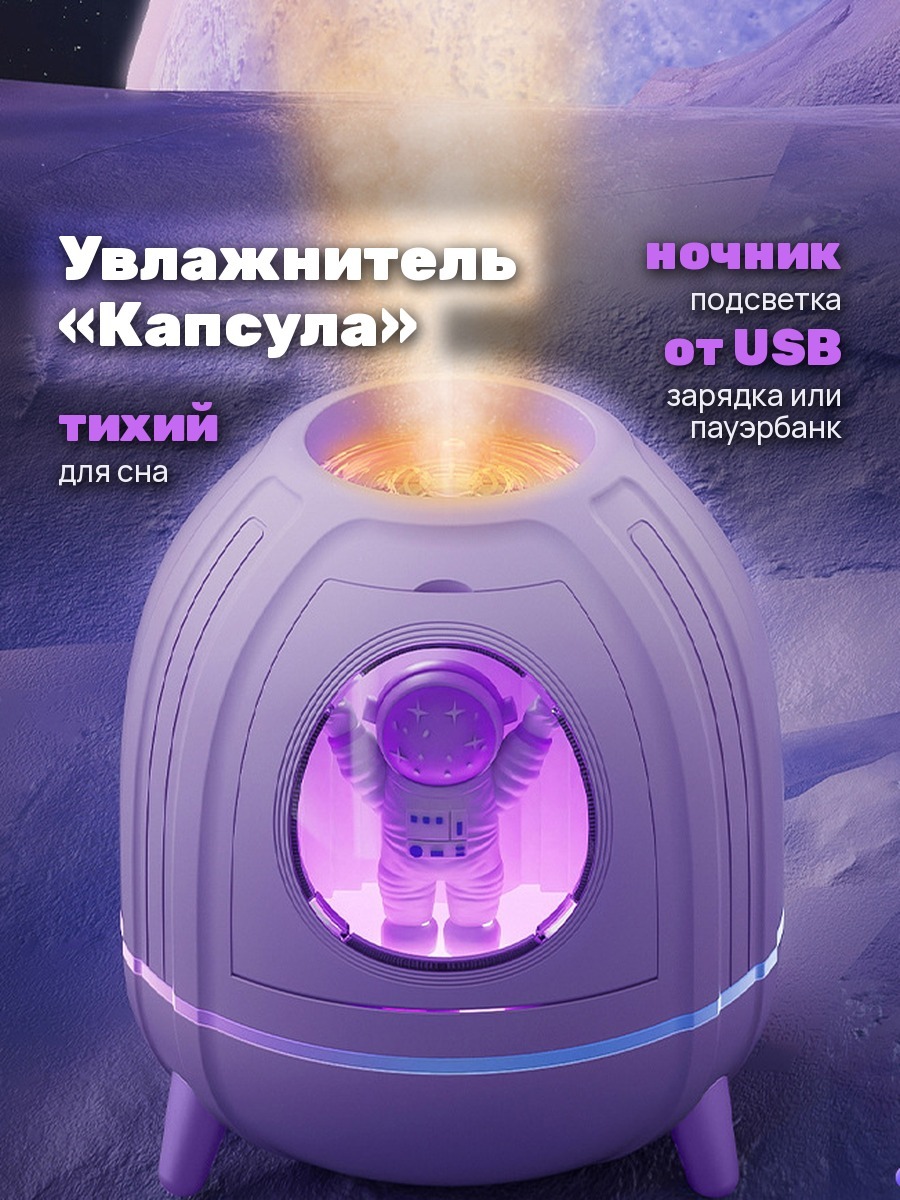 Увлажнитель
«Капсула»
тихий
для сна
ночник
подсветка
от USB
зарядка или
пауэрбанк